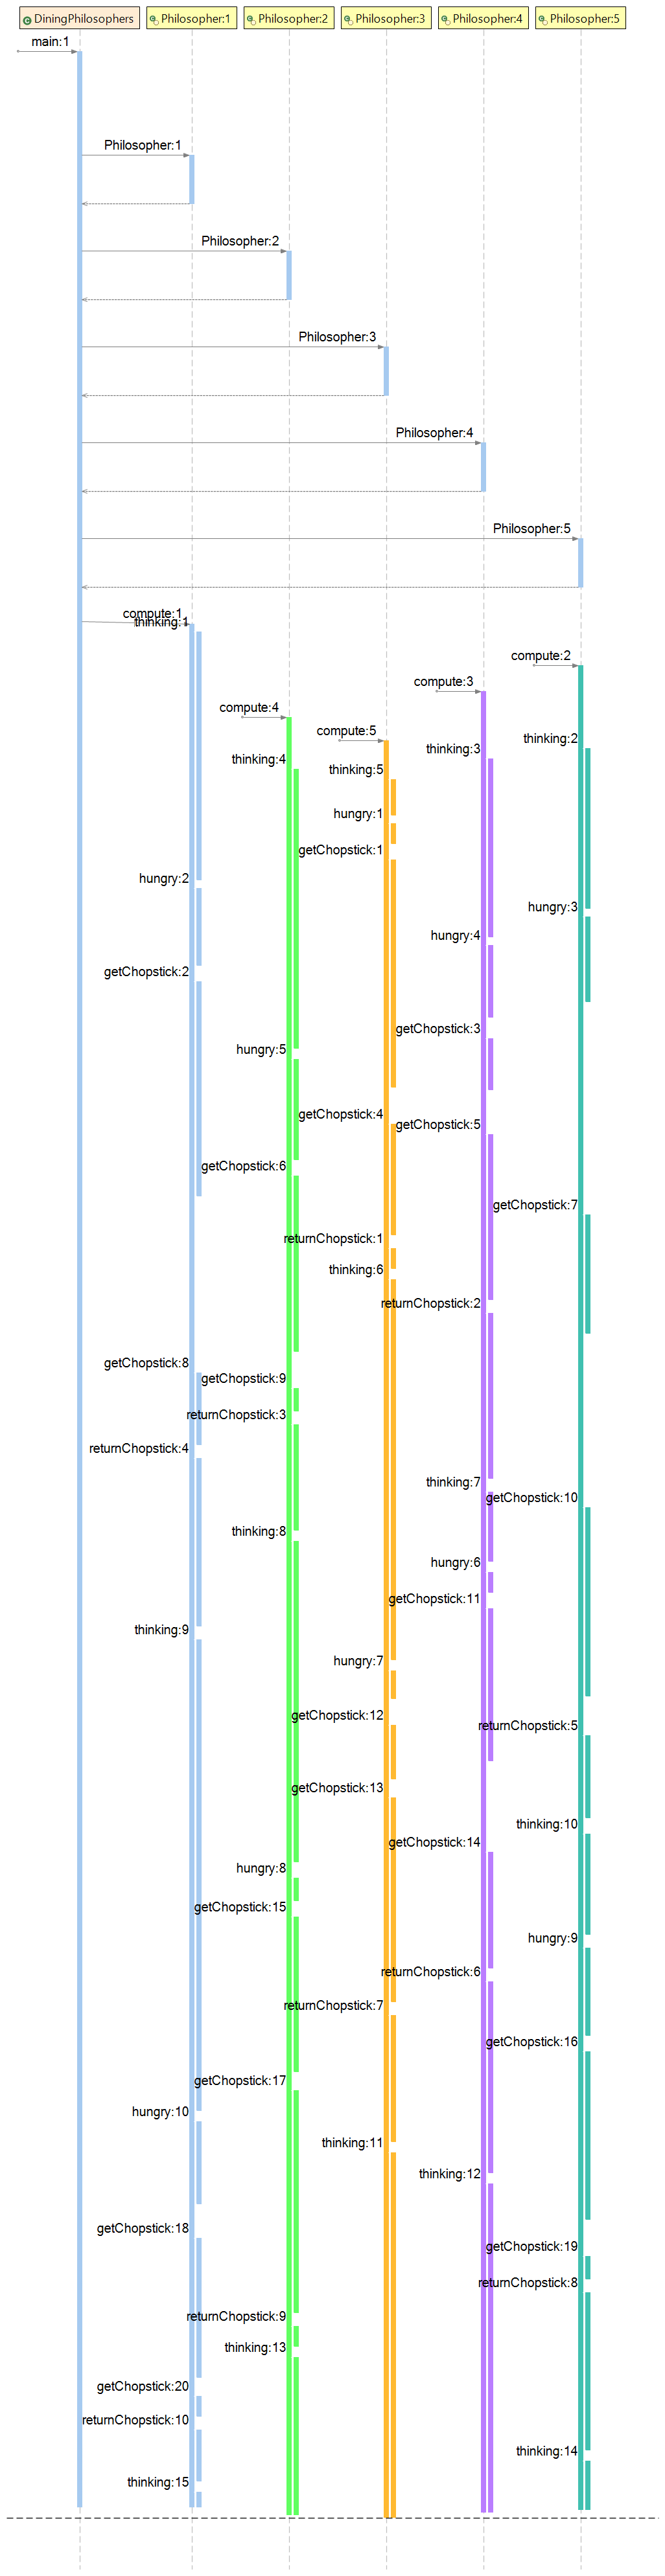 DiningPhilosophers Philosopher:1 Philosopher:2 Philosopher:3 Philosopher:4 Philosopher:5
main:1
Philosopher:1
Philosopher:2
Philosopher:3
Philosopher:4
Philosopher:5
compute:1
thinking:1
compute:2
compute:3
compute:4
compute:5
thinking:2
thinking:3
thinking:4
thinking:5
hungry:1
getChopstick:1
hungry:2
hungry:3
hungry:4
getChopstick:2
getChopstick:3
hungry:5
getChopstick:4
getChopstick:5
getChopstick:6
getChopstick:7
returnChopstick:1
thinking:6
returnChopstick:2
getChopstick:8
getChopstick:9
returnChopstick:3
returnChopstick:4
thinking:7
getChopstick:10
thinking:8
hungry:6
getChopstick:11
thinking:9
hungry:7
getChopstick:12
returnChopstick:5
getChopstick:13
thinking:10
getChopstick:14
hungry:8
getChopstick:15
hungry:9
returnChopstick:6
returnChopstick:7
getChopstick:16
getChopstick:17
hungry:10
thinking:11
thinking:12
getChopstick:18
getChopstick:19
returnChopstick:8
returnChopstick:9
thinking:13
getChopstick:20
returnChopstick:10
thinking:14
thinking:15